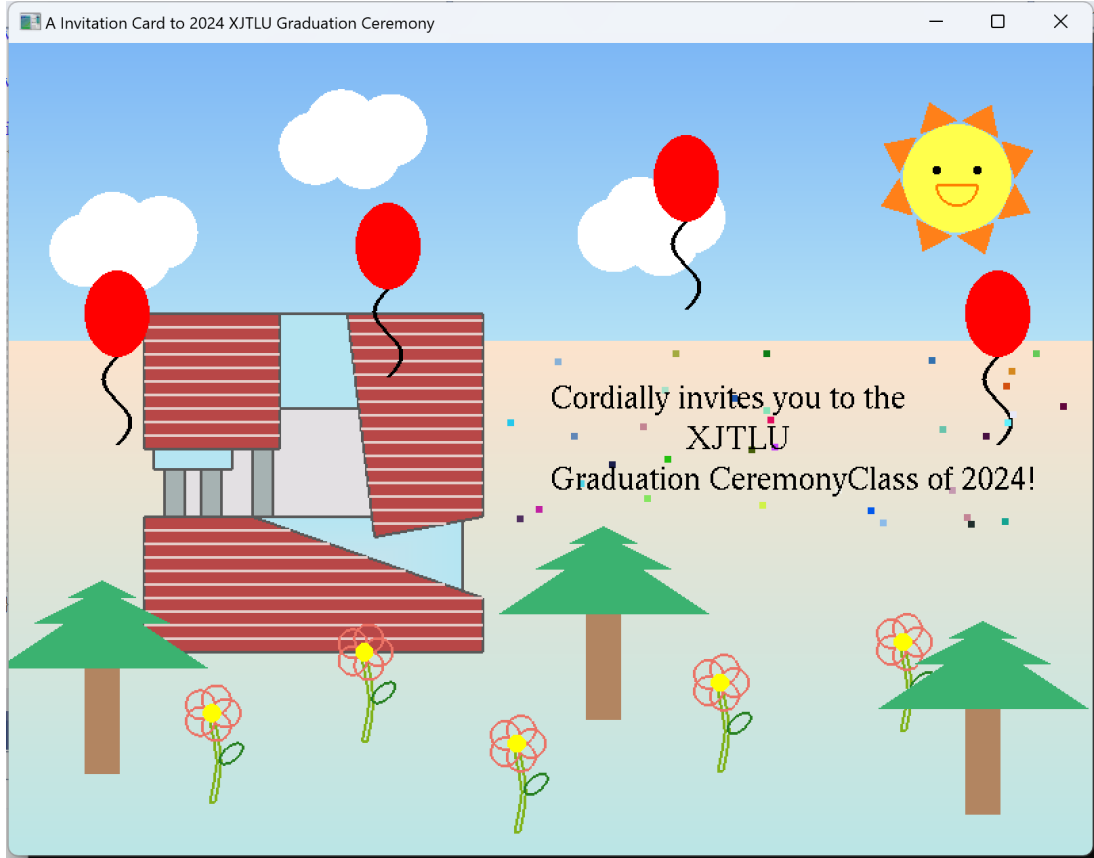 A Invitation Card to 2024 XJTLU Graduation Ceremony
Cordially invites you to the
XJTLU
Graduation CeremonyClass of 2024!